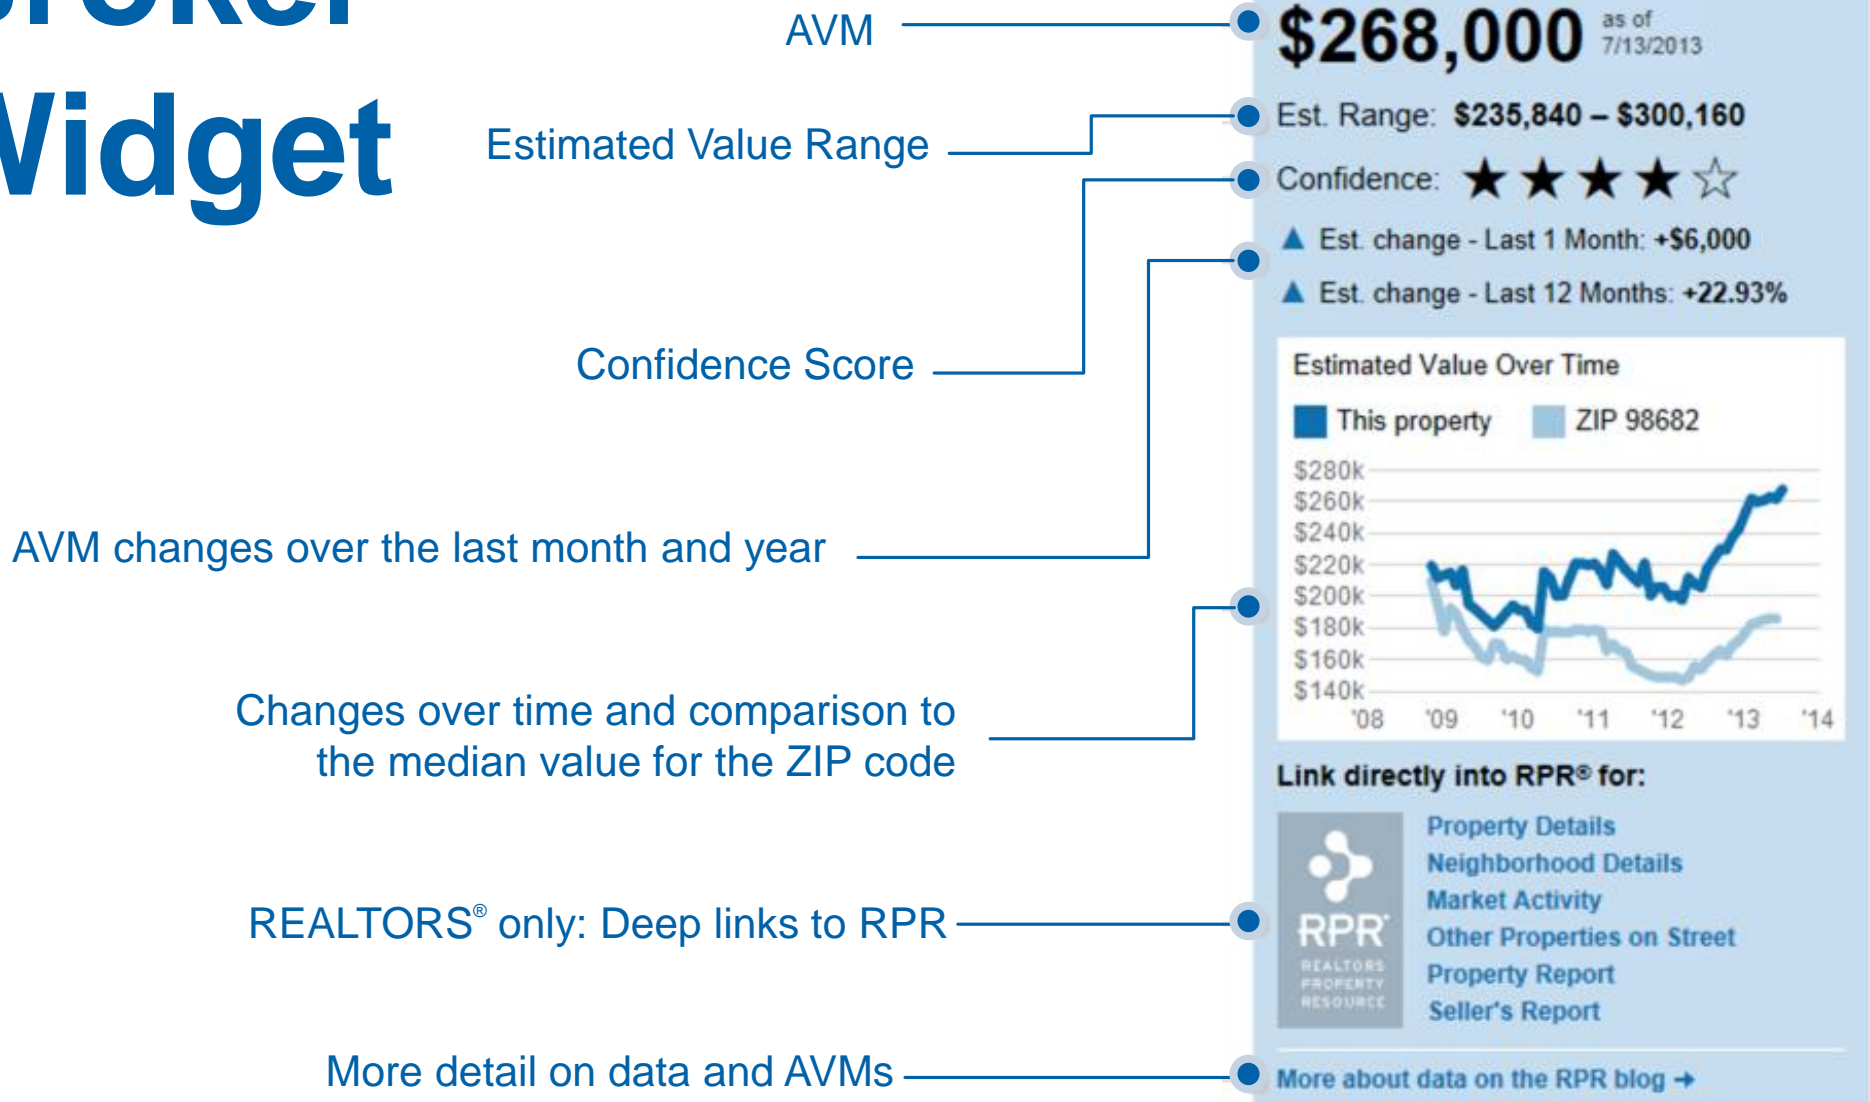 Widget
AVM
Estimated Value Range
Confidence Score
AVM changes over the last month and year
Changes over time and comparison to
the median value for the ZIP code
REALTORS® only: Deep links to RPR
More detail on data and AVMs
$268,000 as of
7/13/2013
Est. Range: $235,840 – $300,160
Confidence:
Est. change - Last 1 Month: +$6,000
Est. change - Last 12 Months: +22.93%
Estimated Value Over Time
This property ZIP 98682
$280k
$260k
$240k
$220k
$200k
$180k
$160k
$140k
'08 '09 '10 '11 '12 '13 '14
Link directly into RPR® for:
RPR
REALTORS
PROPERTY
RESOURCE
Property Details
Neighborhood Details
Market Activity
Other Properties on Street
Property Report
Seller's Report
More about data on the RPR blog →